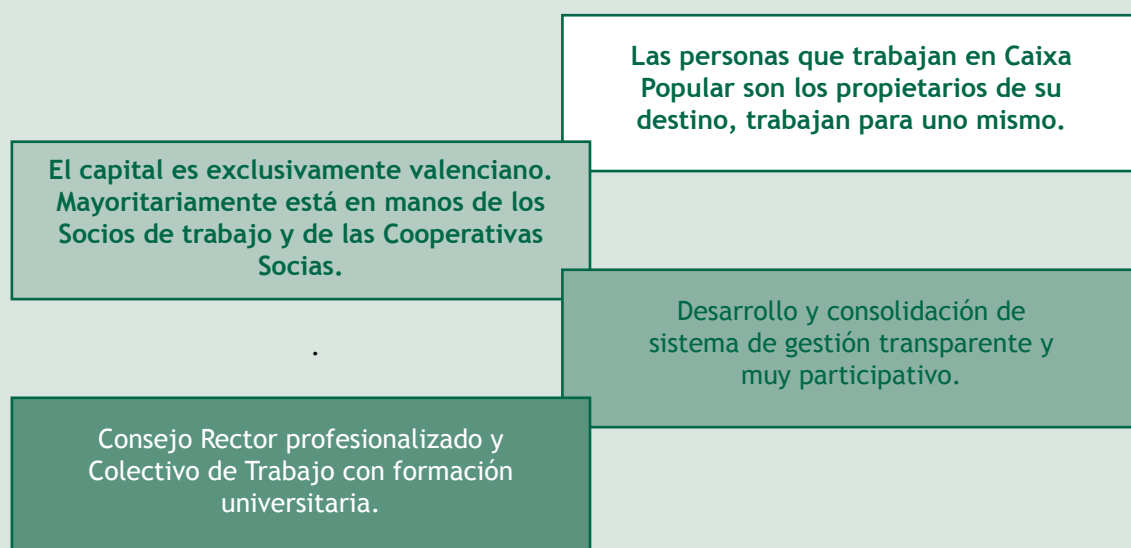 Las personas que trabajan en Caixa
Popular son los propietarios de su
destino, trabajan para uno mismo.
El capital es exclusivamente valenciano.
Mayoritariamente está en manos de los
Socios de trabajo y de las Cooperativas
Socias.
Desarrollo y consolidación de
sistema de gestión transparente y
muy participativo.
.
Consejo Rector profesionalizado y
Colectivo de Trabajo con formación
universitaria.